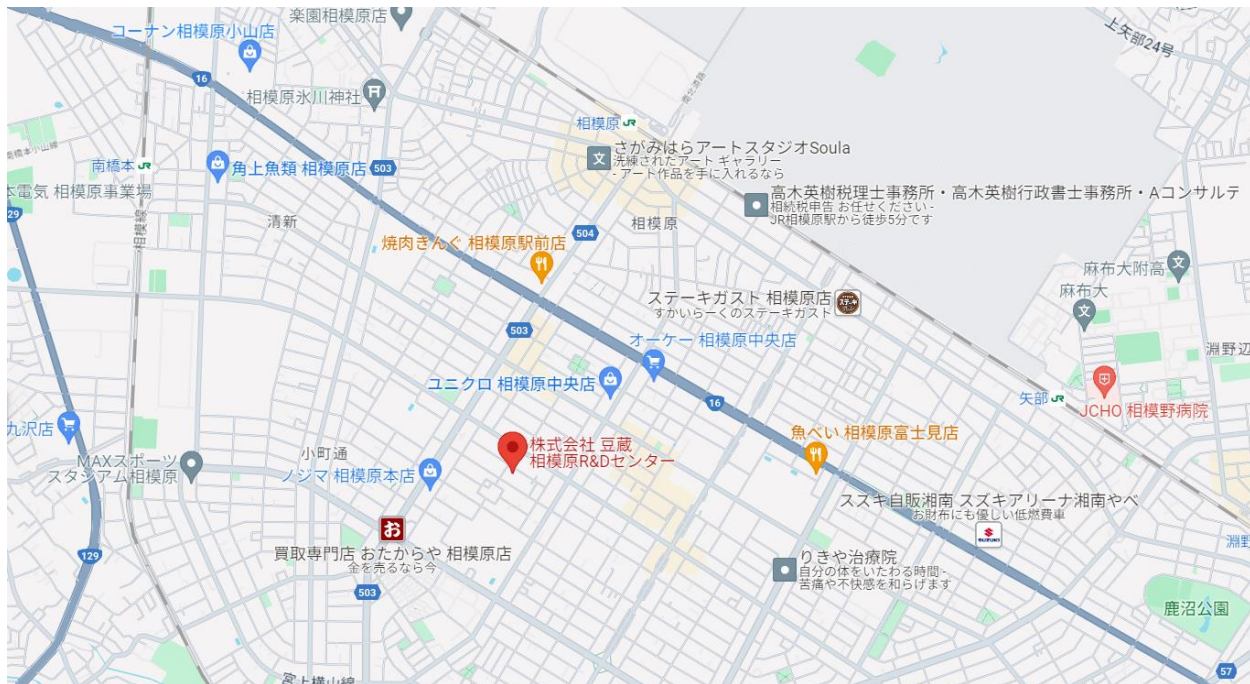 楽園相模原店
コーナン相模原小山店
上矢部24号
16
相模原氷川神社
南北道路
相模原 JR
さがみはらアートスタジオSoula
洗練されたアート ギャラリー
- アート作品を手に入れるなら
南橋本 JR
角上魚類 相模原店
503
高木英樹税理士事務所・高木英樹行政書士事務所・Aコンサルテ
相続税申告 お任せください -
JR相模原駅から徒歩5分です
本電気 相模原事業場
129
相模線
清新
相模原
504
焼肉きんぐ 相模原駅前店
麻布大附高
麻布大
ステーキガスト 相模原店
すかいらーくのステーキガスト
503
オーケー 相模原中央店
淵野辺
ユニクロ 相模原中央店
16
矢部 JR
JCHO 相模野病院
九沢店
魚べい 相模原富士見店
株式会社 豆蔵
相模原R&Dセンター
小町通
MAXスポーツ
スタジアム相模原
ノジマ 相模原本店
スズキ自販湘南 スズキアリーナ湘南やべ
お財布にも優しい低燃費車
SUZUKI
お
買取専門店 おたからや 相模原店
金を売るなら今
129
りきや治療院
自分の体をいたわる時間 -
苦痛や不快感を和らげます
503
淵野
鹿沼公園
57